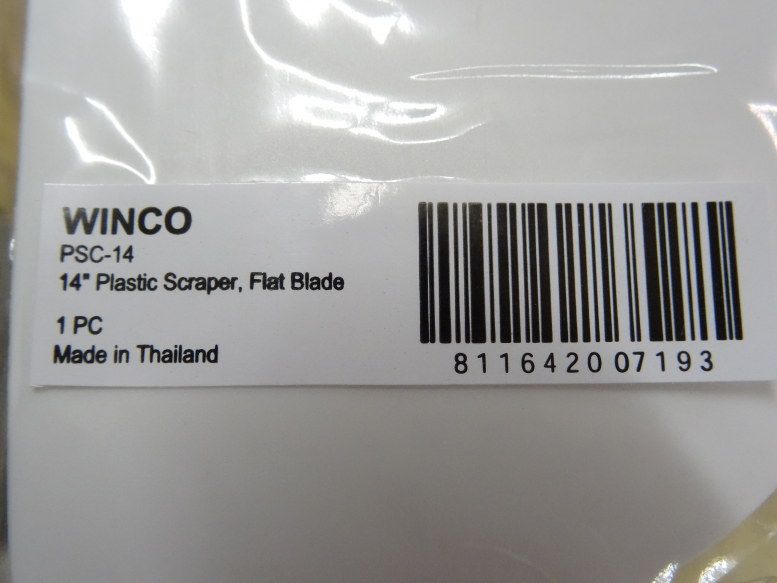 WINCO
PSC-14
14" Plastic Scraper, Flat Blade
1 PC
Made in Thailand
811642007193